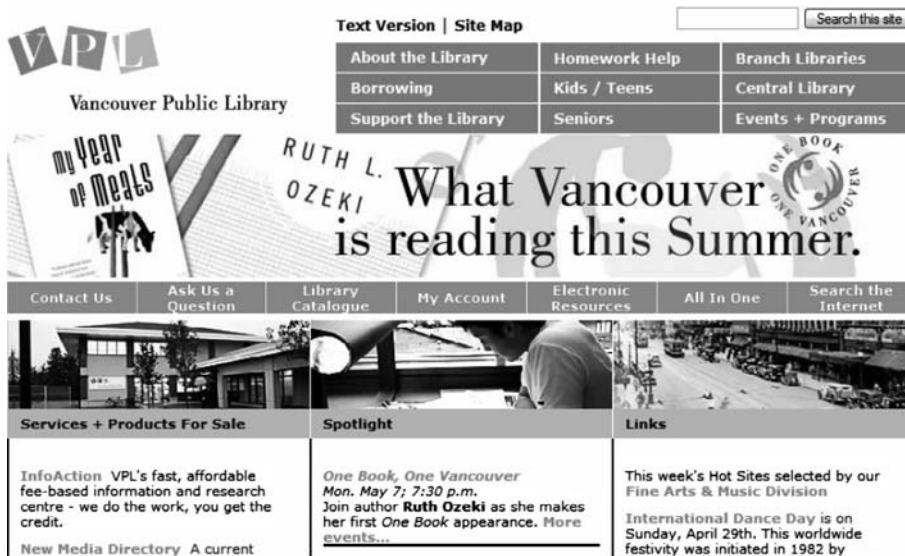 VPL
Vancouver Public Library
Text Version | Site Map
Search this site
About the Library
Homework Help
Branch Libraries
Borrowing
Kids / Teens
Central Library
Support the Library
Seniors
Events + Programs
my Year
of Meats
RUTH L.
OZEKI
What Vancouver
is reading this Summer.
ONE BOOK
ONE VANCOUVER
Contact Us
Ask Us a
Question
Library
Catalogue
My Account
Electronic
Resources
All In One
Search the
Internet
Services + Products For Sale
InfoAction VPL's fast, affordable
fee-based information and research
centre - we do the work, you get the
credit.
New Media Directory A current
Spotlight
One Book, One Vancouver
Mon. May 7; 7:30 p.m.
Join author Ruth Ozeki as she makes
her first One Book appearance. More
events...
Links
This week's Hot Sites selected by our
Fine Arts & Music Division
International Dance Day is on
Sunday, April 29th. This worldwide
festivity was initiated in 1982 by